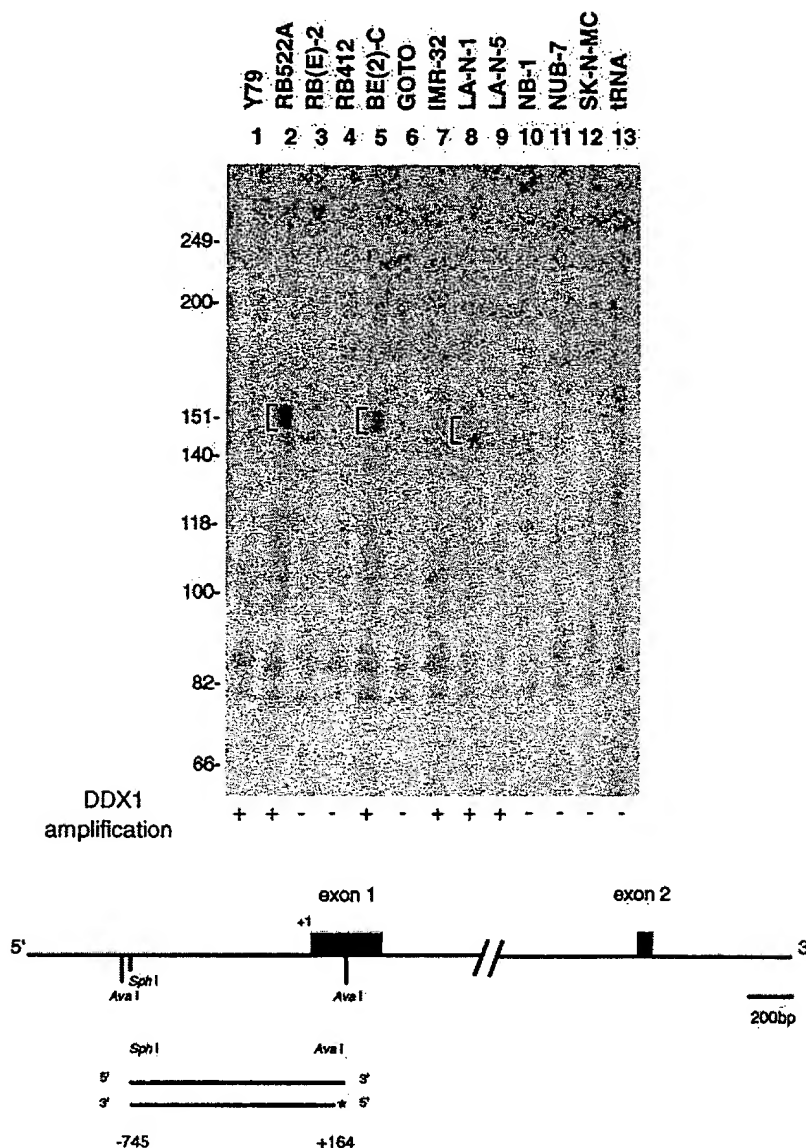 Y79 RB522A RB(E)-2 RB412 BE(2)-C GOTO IMR-32 LA-N-1 LA-N-5 NB-1 NUB-7 SK-N-MC tRNA
1 2 3 4 5 6 7 8 9 10 11 12 13
249-
200-
151-
140-
118-
100-
82-
66-
DDX1
amplification
+ + - - + - + + + - - - -
exon 1 exon 2
+1
5' 3'
Sph I
Ava I Ava I
200bp
Sph I Ava I
5' 3'
3' * 5'
-745 +164